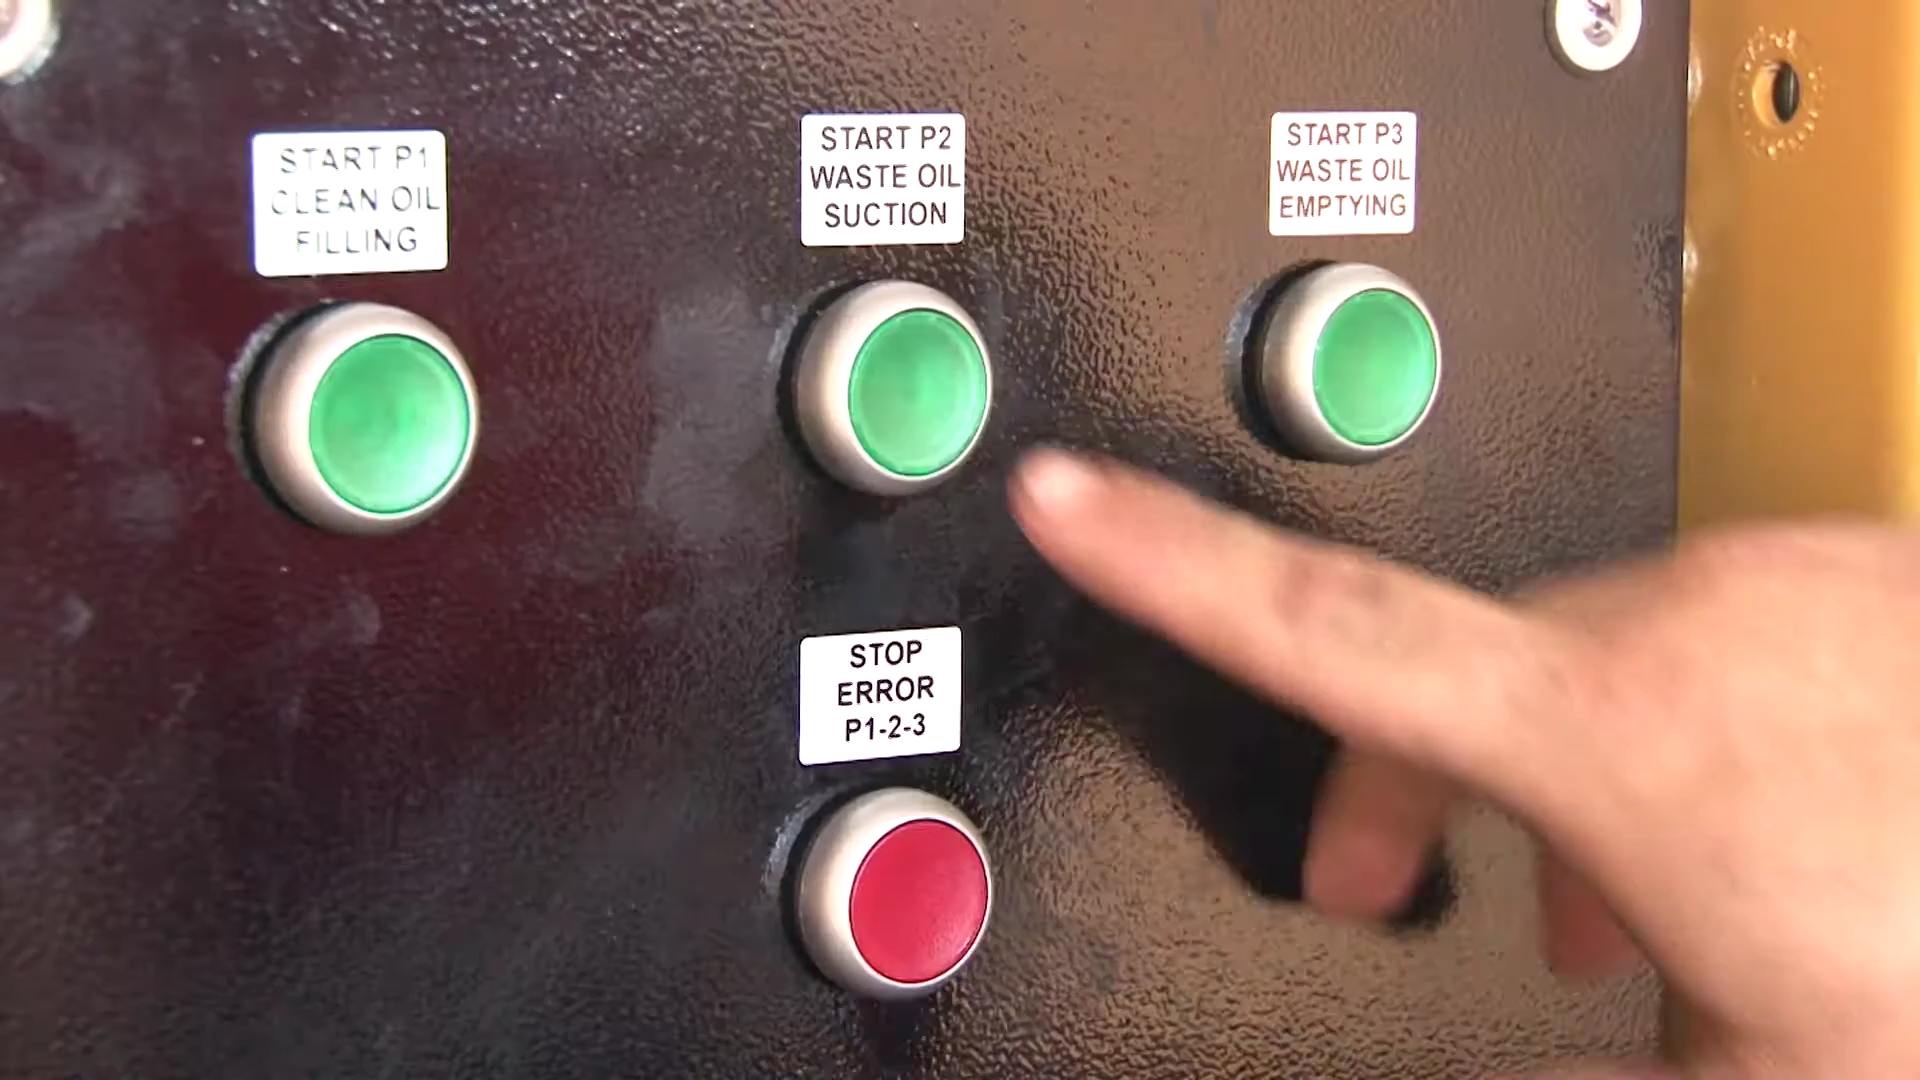 START P1
CLEAN OIL
FILLING
START P2
WASTE OIL
SUCTION
START P3
WASTE OIL
EMPTYING
STOP
ERROR
P1-2-3